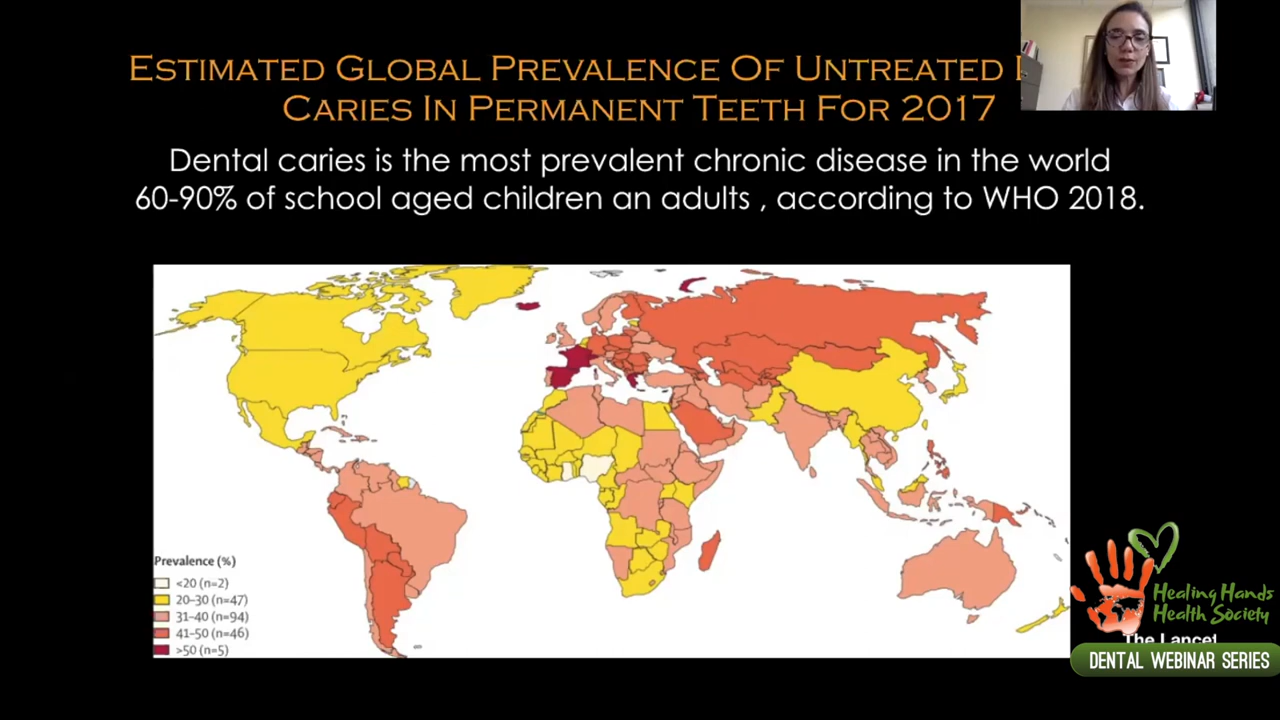 ESTIMATED GLOBAL PREVALENCE OF UNTREATED
CARIES IN PERMANENT TEETH FOR 2017
Dental caries is the most prevalent chronic disease in the world
60-90% of school aged children an adults , according to WHO 2018.
Prevalence (%)
<20 (n=2)
20–30 (n=47)
31–40 (n=94)
41–50 (n=46)
>50 (n=5)
Healing Hands
Health Society
The Lancet
DENTAL WEBINAR SERIES